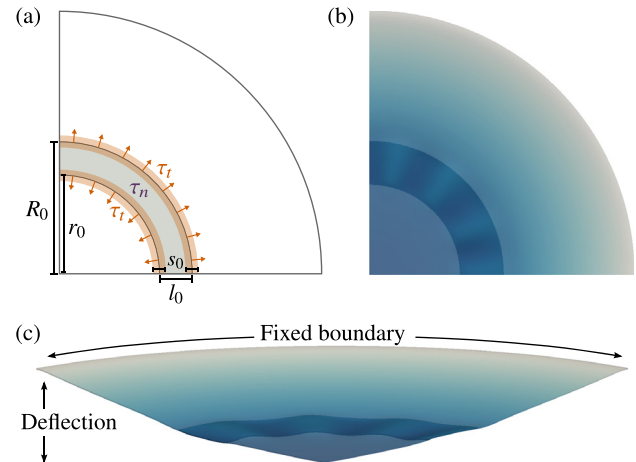 (a)
(b)
τt
R0
r0
τn
τt
s0
l0
(c)
Fixed boundary
Deflection